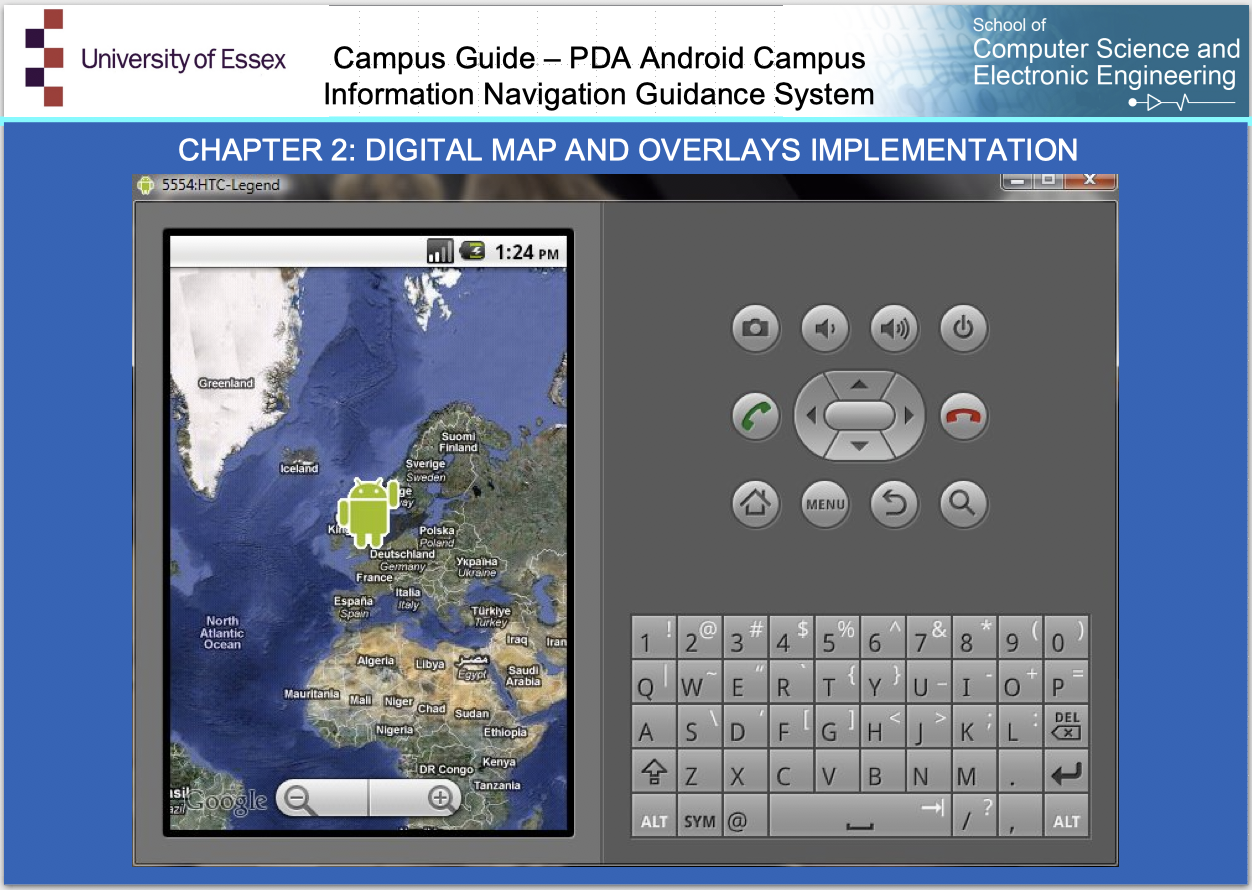 University of Essex
Campus Guide – PDA Android Campus
Information Navigation Guidance System
School of
Computer Science and
Electronic Engineering
CHAPTER 2: DIGITAL MAP AND OVERLAYS IMPLEMENTATION
5554:HTC-Legend
1:24 PM
Greenland
Iceland
Suomi
Finland
Sverige
Sweden
Polska
Poland
Deutschland
Germany
Україна
Ukraine
France
Italia
Italy
España
Spain
Türkiye
Turkey
North
Atlantic
Ocean
Iraq
Iran
Algeria
Libya
مصر
Egypt
Saudi
Arabia
Mauritania
Mali
Niger
Chad
Sudan
Nigeria
Ethiopia
Kenya
DR Congo
Tanzania
Google
MENU
1 ! 2 @ 3 # 4 $ 5 % 6 ^ 7 & 8 * 9 ( 0 )
Q | W ~ E " R ` T { Y } U _ I - O + P =
A S \ D ' F [ G ] H < J > K ; L : DEL
Z X C V B N M .
ALT SYM @ / ? , ALT